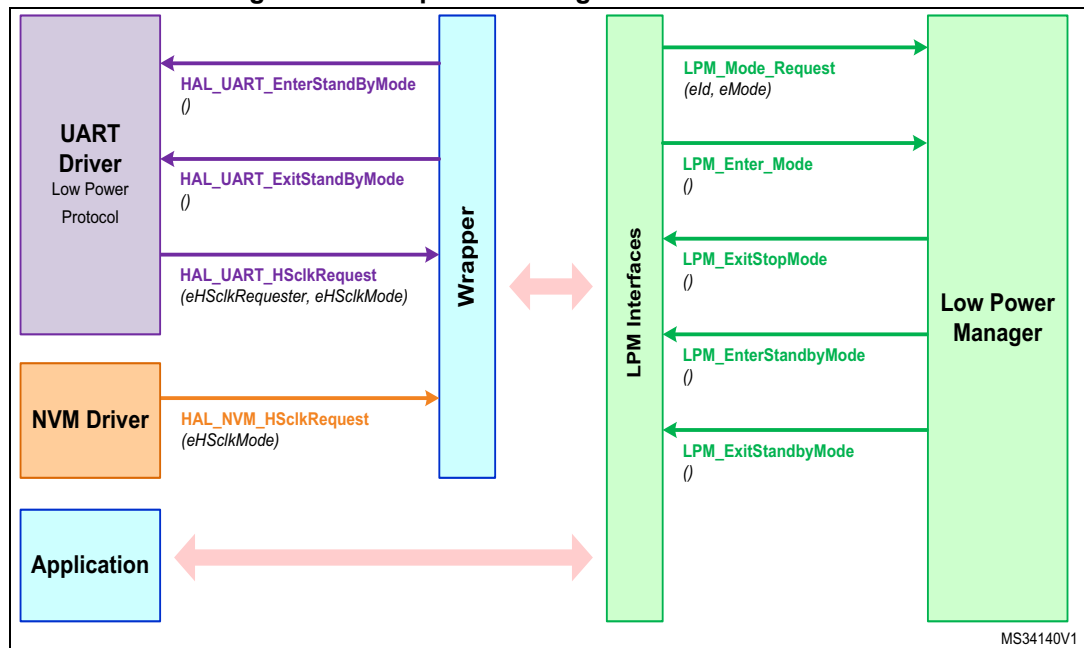 UART
Driver
Low Power
Protocol
HAL_UART_EnterStandByMode
()
HAL_UART_ExitStandByMode
()
HAL_UART_HSclkRequest
(eHSclkRequester, eHSclkMode)
NVM Driver
HAL_NVM_HSclkRequest
(eHSclkMode)
Application
Wrapper
LPM Interfaces
LPM_Mode_Request
(eId, eMode)
LPM_Enter_Mode
()
LPM_ExitStopMode
()
LPM_EnterStandbyMode
()
LPM_ExitStandbyMode
()
Low Power
Manager
MS34140V1